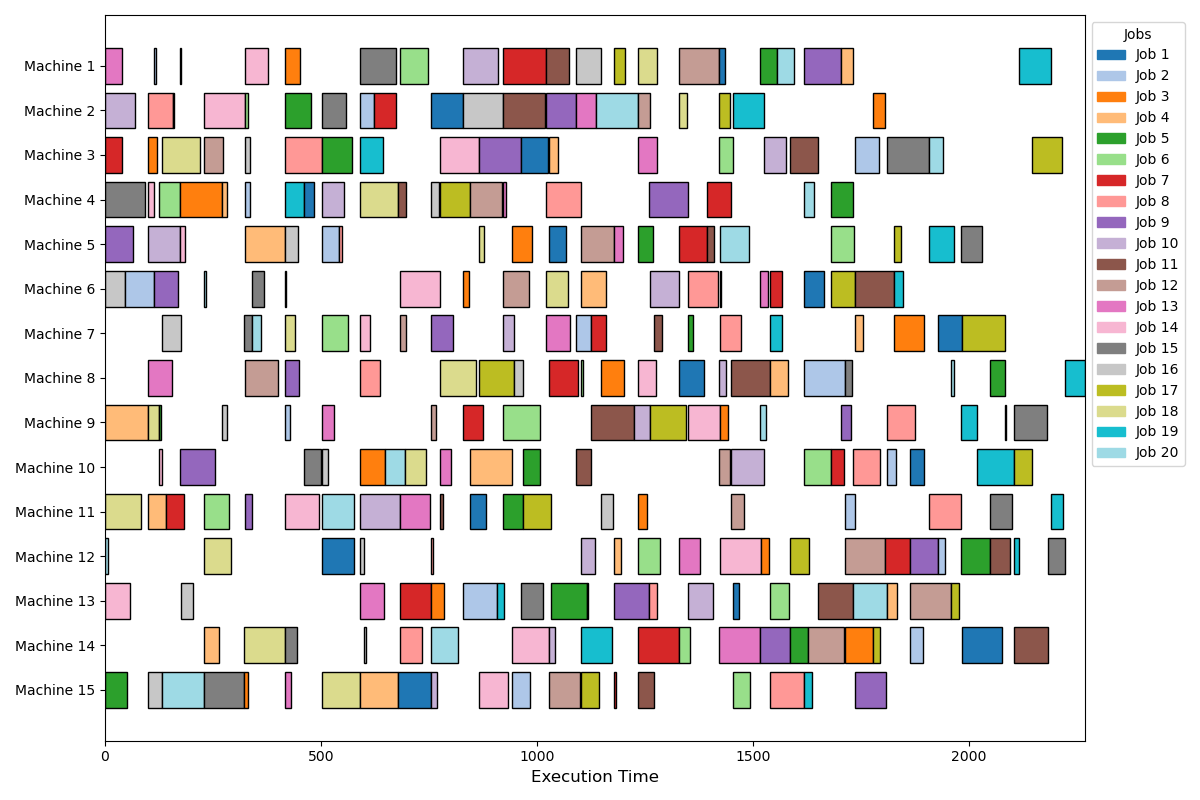 Machine 1
Machine 2
Machine 3
Machine 4
Machine 5
Machine 6
Machine 7
Machine 8
Machine 9
Machine 10
Machine 11
Machine 12
Machine 13
Machine 14
Machine 15
0 500 1000 1500 2000
Execution Time
Jobs
Job 1
Job 2
Job 3
Job 4
Job 5
Job 6
Job 7
Job 8
Job 9
Job 10
Job 11
Job 12
Job 13
Job 14
Job 15
Job 16
Job 17
Job 18
Job 19
Job 20